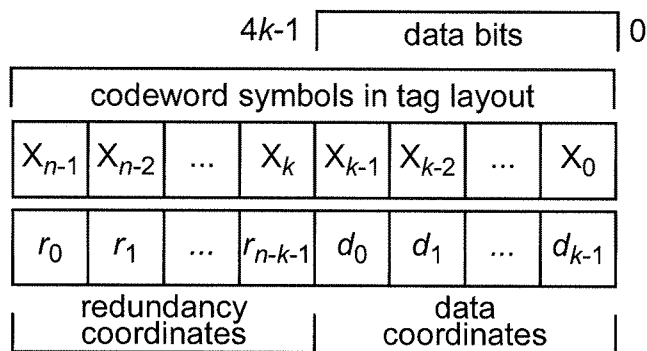 4k-1 data bits 0
codeword symbols in tag layout
Xn-1 Xn-2 ... Xk Xk-1 Xk-2 ... X0
r0 r1 ... rn-k-1 d0 d1 ... dk-1
redundancy coordinates data coordinates